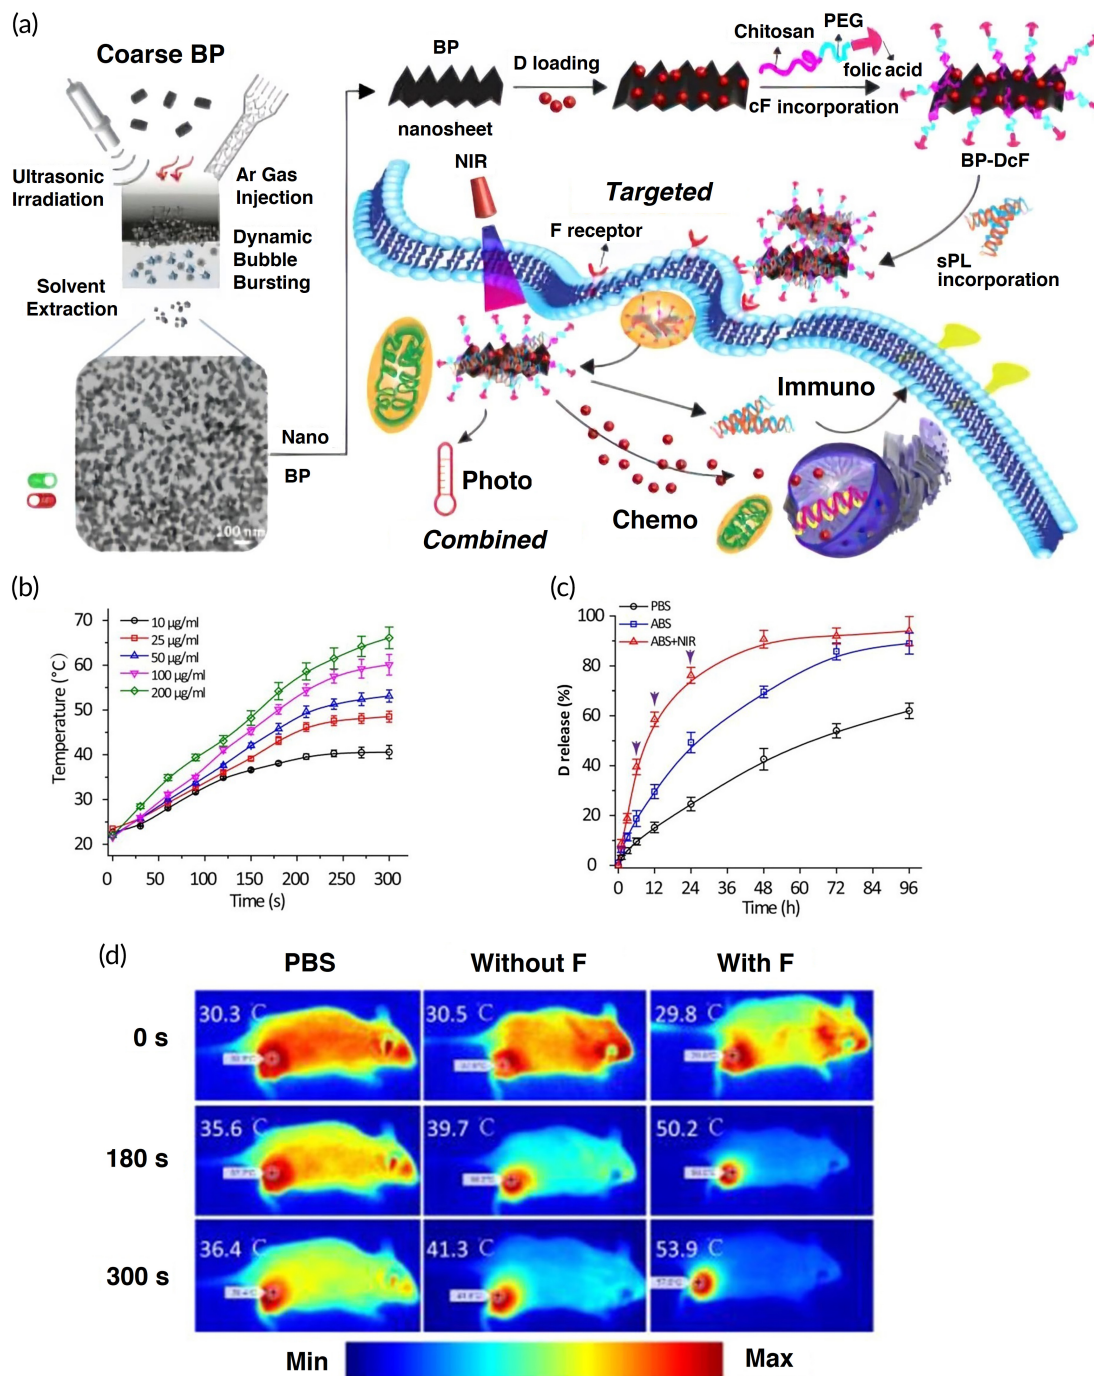 (a)
Coarse BP
Ultrasonic
Irradiation
Ar Gas
Injection
Dynamic
Bubble
Bursting
Solvent
Extraction
100 nm
Nano
BP
BP
nanosheet
D loading
Chitosan
PEG
folic acid
cF incorporation
BP-DcF
NIR
Targeted
F receptor
sPL
incorporation
Immuno
Photo
Chemo
Combined
(b)
Temperature (°C)
70
60
50
40
30
20
10 µg/ml
25 µg/ml
50 µg/ml
100 µg/ml
200 µg/ml
0 50 100 150 200 250 300
Time (s)
(c)
D release (%)
100
80
60
40
20
0
PBS
ABS
ABS+NIR
0 12 24 36 48 60 72 84 96
Time (h)
(d)
PBS Without F With F
0 s
30.3 ℃ 30.5 ℃ 29.8 ℃
180 s
35.6 ℃ 39.7 ℃ 50.2 ℃
300 s
36.4 ℃ 41.3 ℃ 53.9 ℃
Min Max